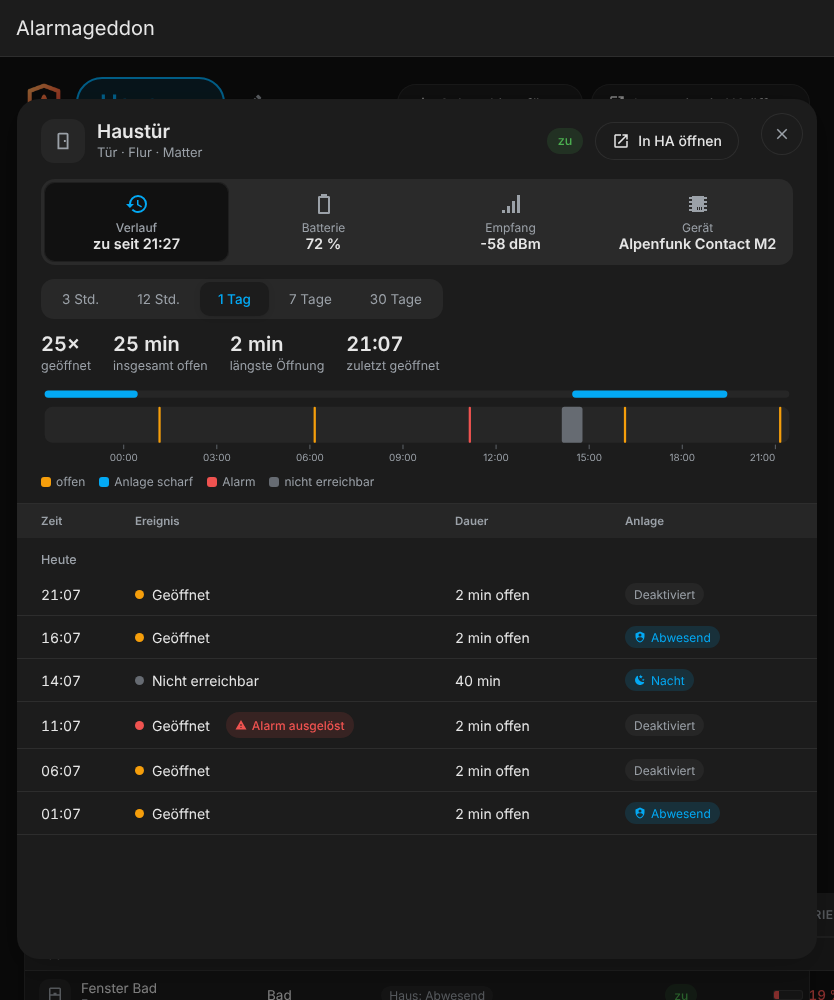 Alarmageddon
Haustür
Tür · Flur · Matter
zu
In HA öffnen
Verlauf
zu seit 21:27
Batterie
72 %
Empfang
-58 dBm
Gerät
Alpenfunk Contact M2
3 Std.
12 Std.
1 Tag
7 Tage
30 Tage
25×
geöffnet
25 min
insgesamt offen
2 min
längste Öffnung
21:07
zuletzt geöffnet
00:00 03:00 06:00 09:00 12:00 15:00 18:00 21:00
offen Anlage scharf Alarm nicht erreichbar
Zeit Ereignis Dauer Anlage
Heute
21:07 Geöffnet 2 min offen Deaktiviert
16:07 Geöffnet 2 min offen Abwesend
14:07 Nicht erreichbar 40 min Nacht
11:07 Geöffnet Alarm ausgelöst 2 min offen Deaktiviert
06:07 Geöffnet 2 min offen Deaktiviert
01:07 Geöffnet 2 min offen Abwesend
Fenster Bad Bad Haus: Abwesend zu 19